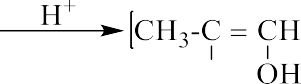 H⁺
[CH₃-C = CH
OH